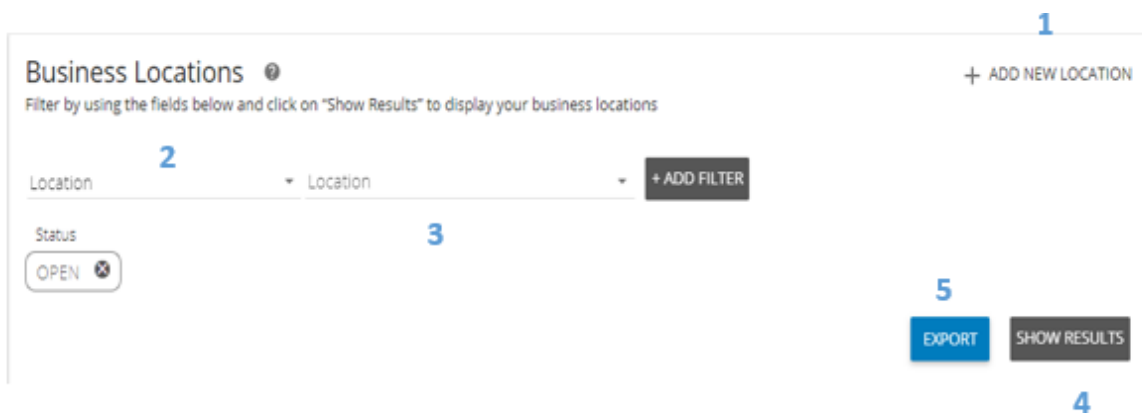 1
Business Locations ?
+ ADD NEW LOCATION
Filter by using the fields below and click on "Show Results" to display your business locations
2
Location
Location
+ ADD FILTER
3
Status
OPEN
5
EXPORT
SHOW RESULTS
4